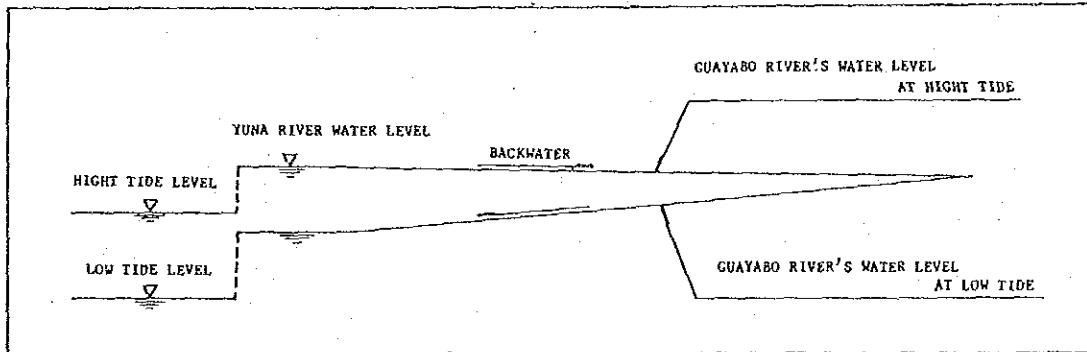 GUAYABO RIVER'S WATER LEVEL
AT HIGHT TIDE
YUNA RIVER WATER LEVEL
BACKWATER
HIGHT TIDE LEVEL
LOW TIDE LEVEL
GUAYABO RIVER'S WATER LEVEL
AT LOW TIDE